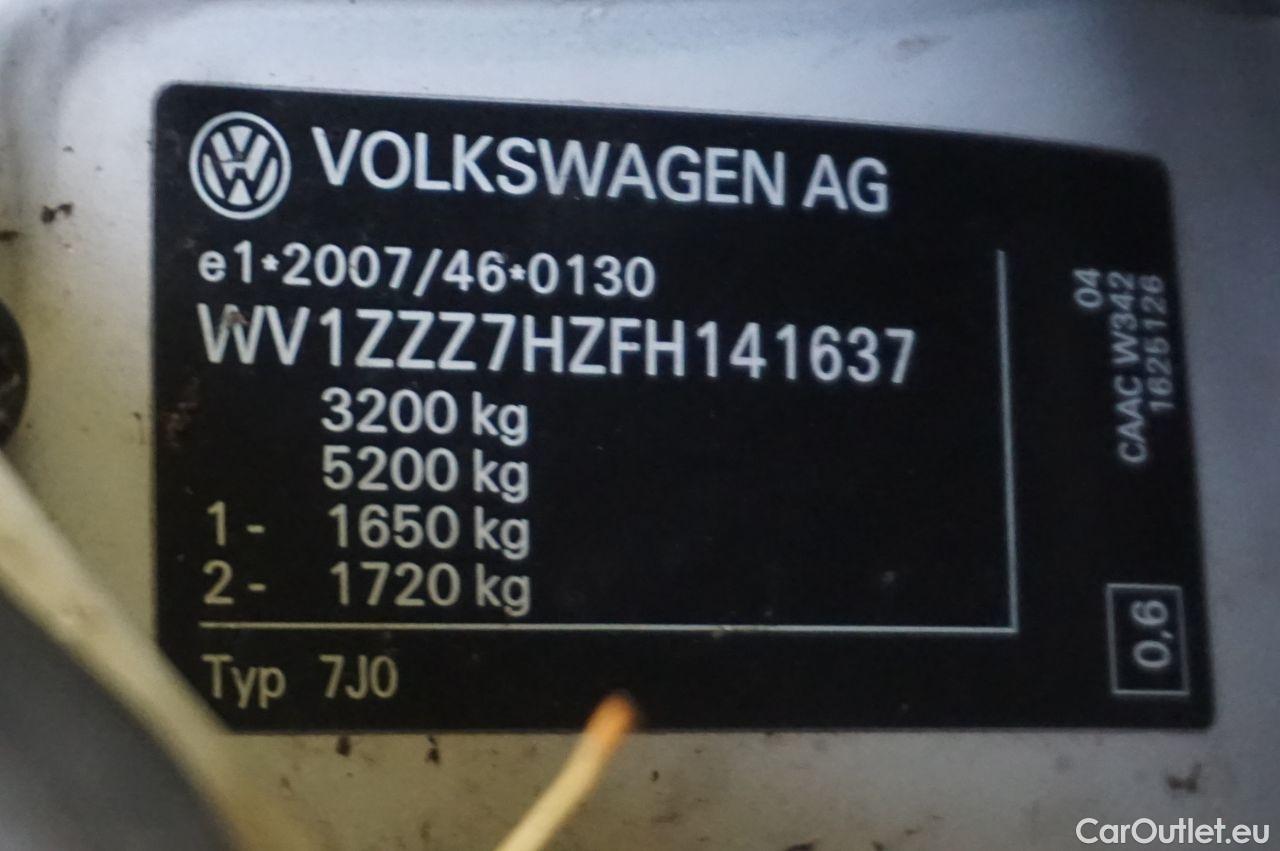 VOLKSWAGEN AG
e1*2007/46*0130
WV1ZZZ7HZFH141637
3200 kg
5200 kg
1- 1650 kg
2- 1720 kg
Typ 7J0
04
CAAC W342
1625126
0,6
CarOutlet.eu